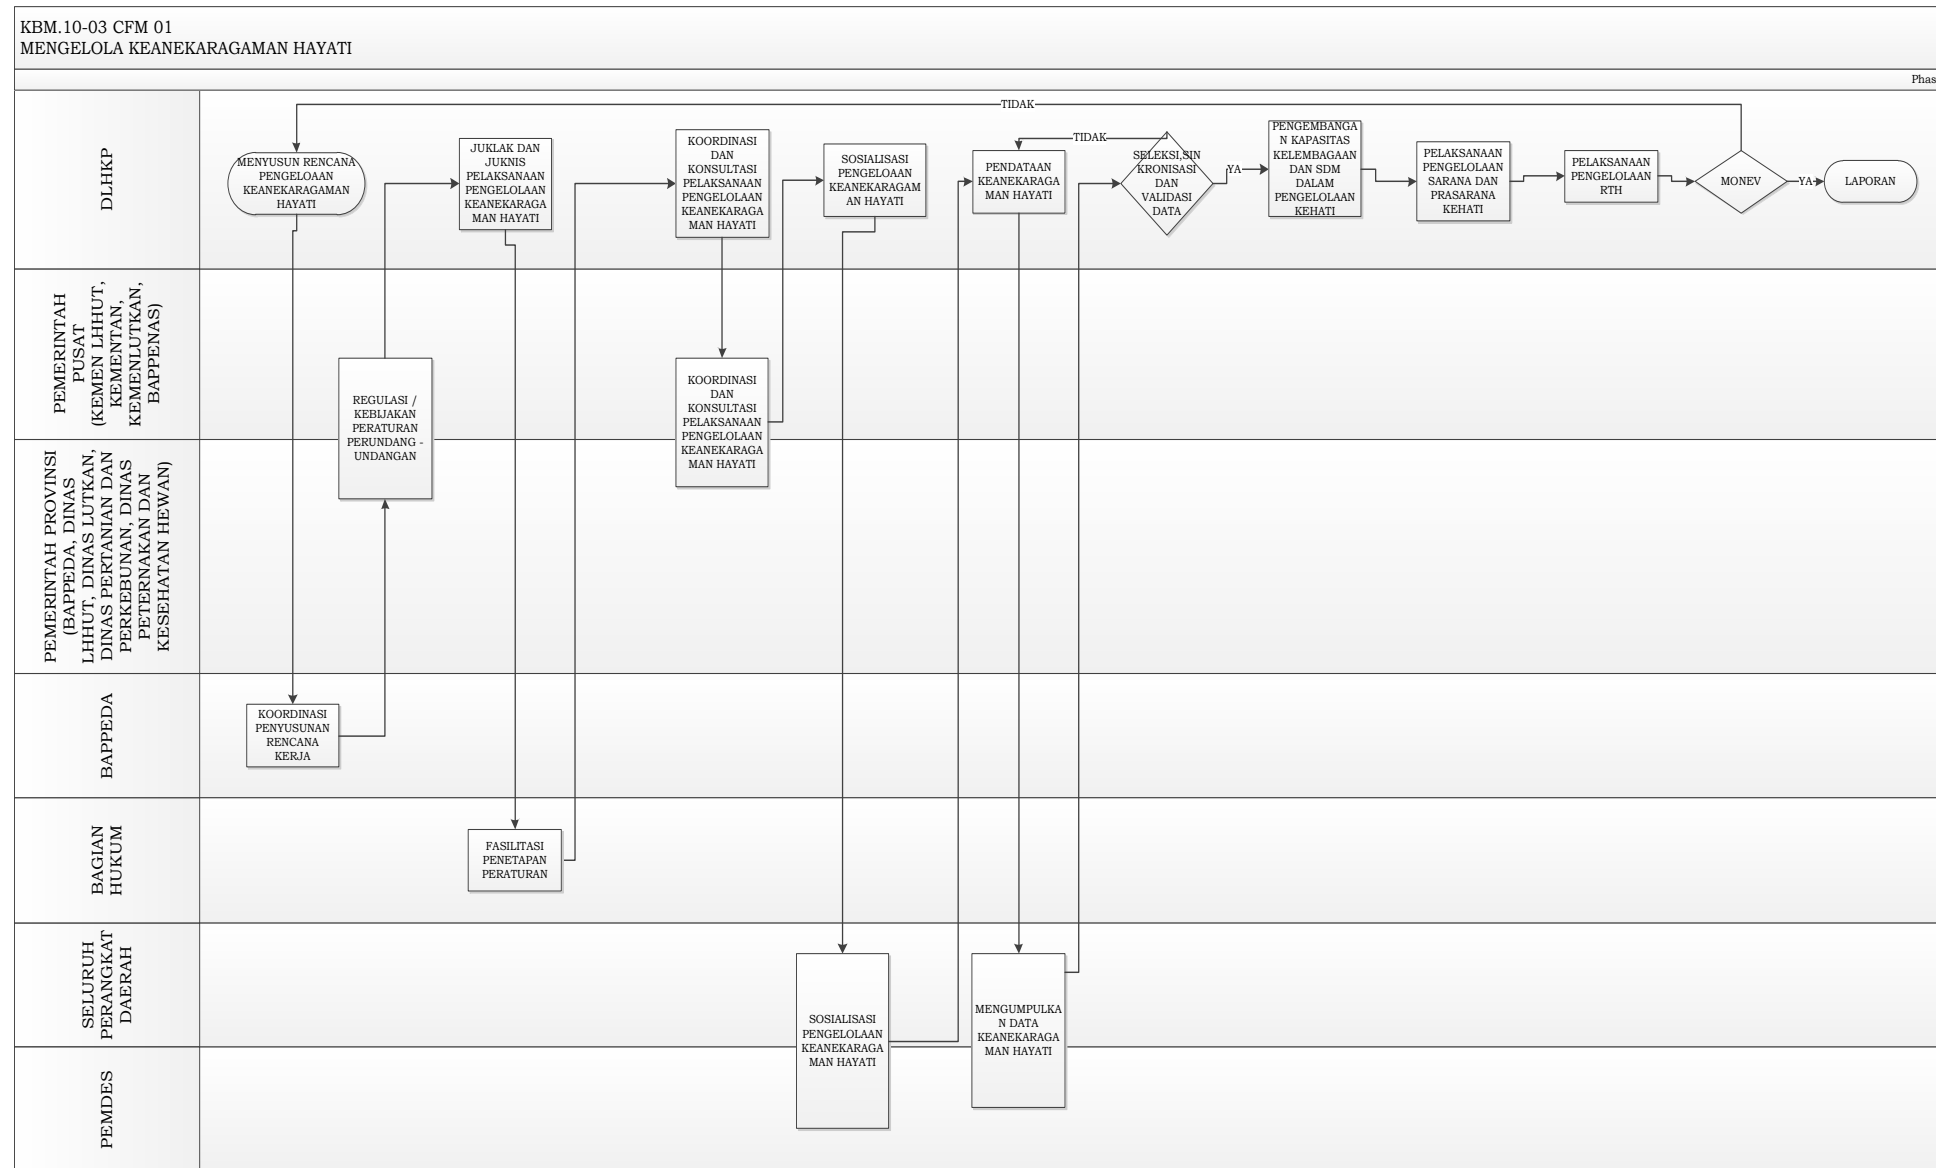 KBM.10-03 CFM 01
MENGELOLA KEANEKARAGAMAN HAYATI
Phas
DLHKP
TIDAK
MENYUSUN RENCANA
PENGELOAAN
KEANEKARAGAMAN
HAYATI
JUKLAK DAN
JUKNIS
PELAKSANAAN
PENGELOLAAN
KEANEKARAGA
MAN HAYATI
KOORDINASI
DAN
KONSULTASI
PELAKSANAAN
PENGELOLAAN
KEANEKARAGA
MAN HAYATI
SOSIALISASI
PENGELOAAN
KEANEKARAGAM
AN HAYATI
PENDATAAN
KEANEKARAGA
MAN HAYATI
TIDAK
SELEKSI,SIN
KRONISASI
DAN
VALIDASI
DATA
YA
PENGEMBANGA
N KAPASITAS
KELEMBAGAAN
DAN SDM
DALAM
PENGELOLAAN
KEHATI
PELAKSANAAN
PENGELOLAAN
SARANA DAN
PRASARANA
KEHATI
PELAKSANAAN
PENGELOLAAN
RTH
MONEV
YA
LAPORAN
PEMERINTAH
PUSAT
(KEMEN LHHUT,
KEMENTAN,
KEMENLUTKAN,
BAPPENAS)
REGULASI /
KEBIJAKAN
PERATURAN
PERUNDANG -
UNDANGAN
KOORDINASI
DAN
KONSULTASI
PELAKSANAAN
PENGELOLAAN
KEANEKARAGA
MAN HAYATI
PEMERINTAH PROVINSI
(BAPPEDA, DINAS
LHHUT, DINAS LUTKAN,
DINAS PERTANIAN DAN
PERKEBUNAN, DINAS
PETERNAKAN DAN
KESEHATAN HEWAN)
BAPPEDA
KOORDINASI
PENYUSUNAN
RENCANA
KERJA
BAGIAN
HUKUM
FASILITASI
PENETAPAN
PERATURAN
SELURUH
PERANGKAT
DAERAH
SOSIALISASI
PENGELOLAAN
KEANEKARAGA
MAN HAYATI
MENGUMPULKA
N DATA
KEANEKARAGA
MAN HAYATI
PEMDES